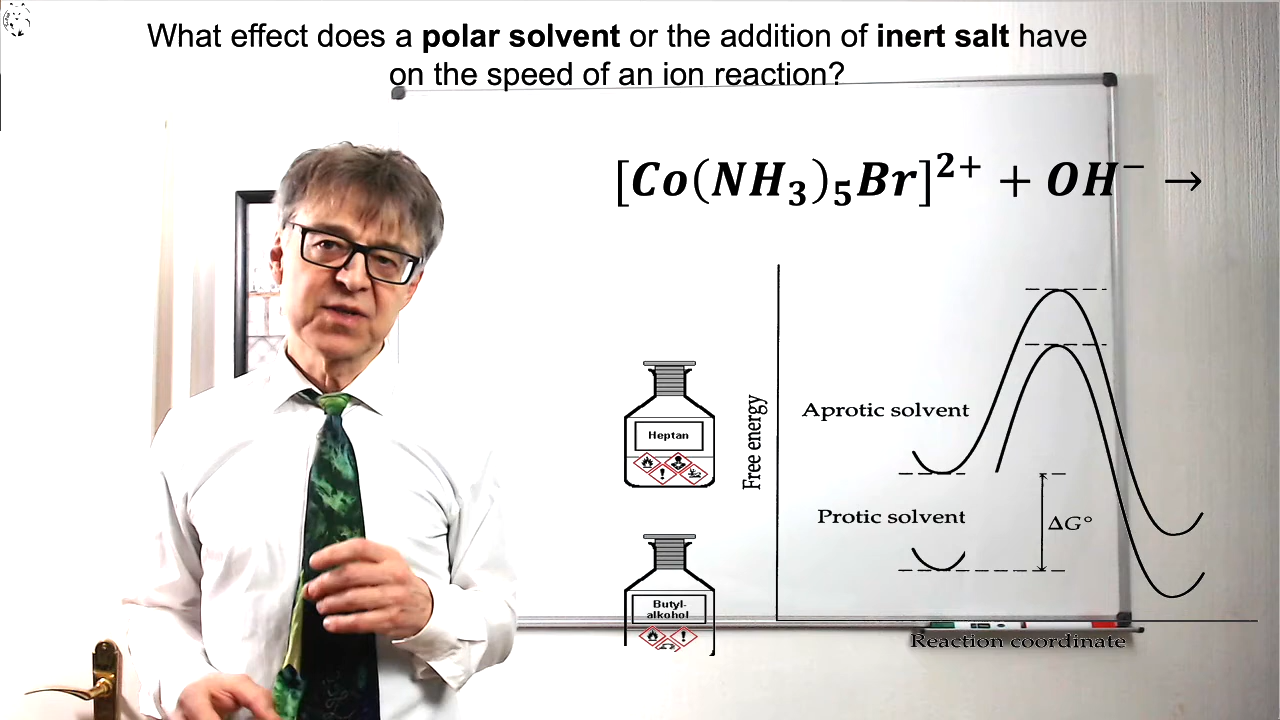 What effect does a polar solvent or the addition of inert salt have
on the speed of an ion reaction?
[Co(NH₃)₅Br]²⁺ + OH⁻ →
Heptan
Butyl-
alkohol
Free energy
Aprotic solvent
Protic solvent
ΔG°
Reaction coordinate